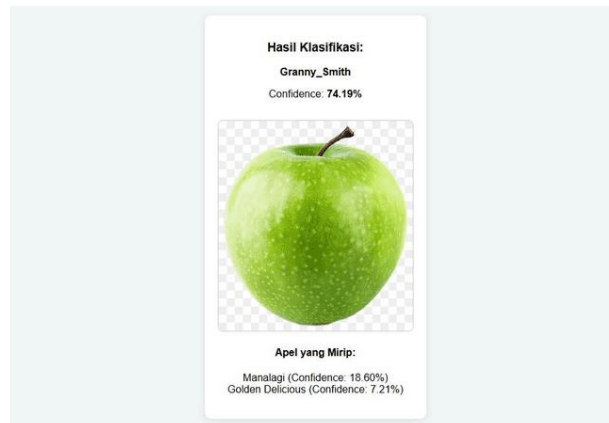 Hasil Klasifikasi:
Granny_Smith
Confidence: 74.19%
Apel yang Mirip:
Manalagi (Confidence: 18.60%)
Golden Delicious (Confidence: 7.21%)